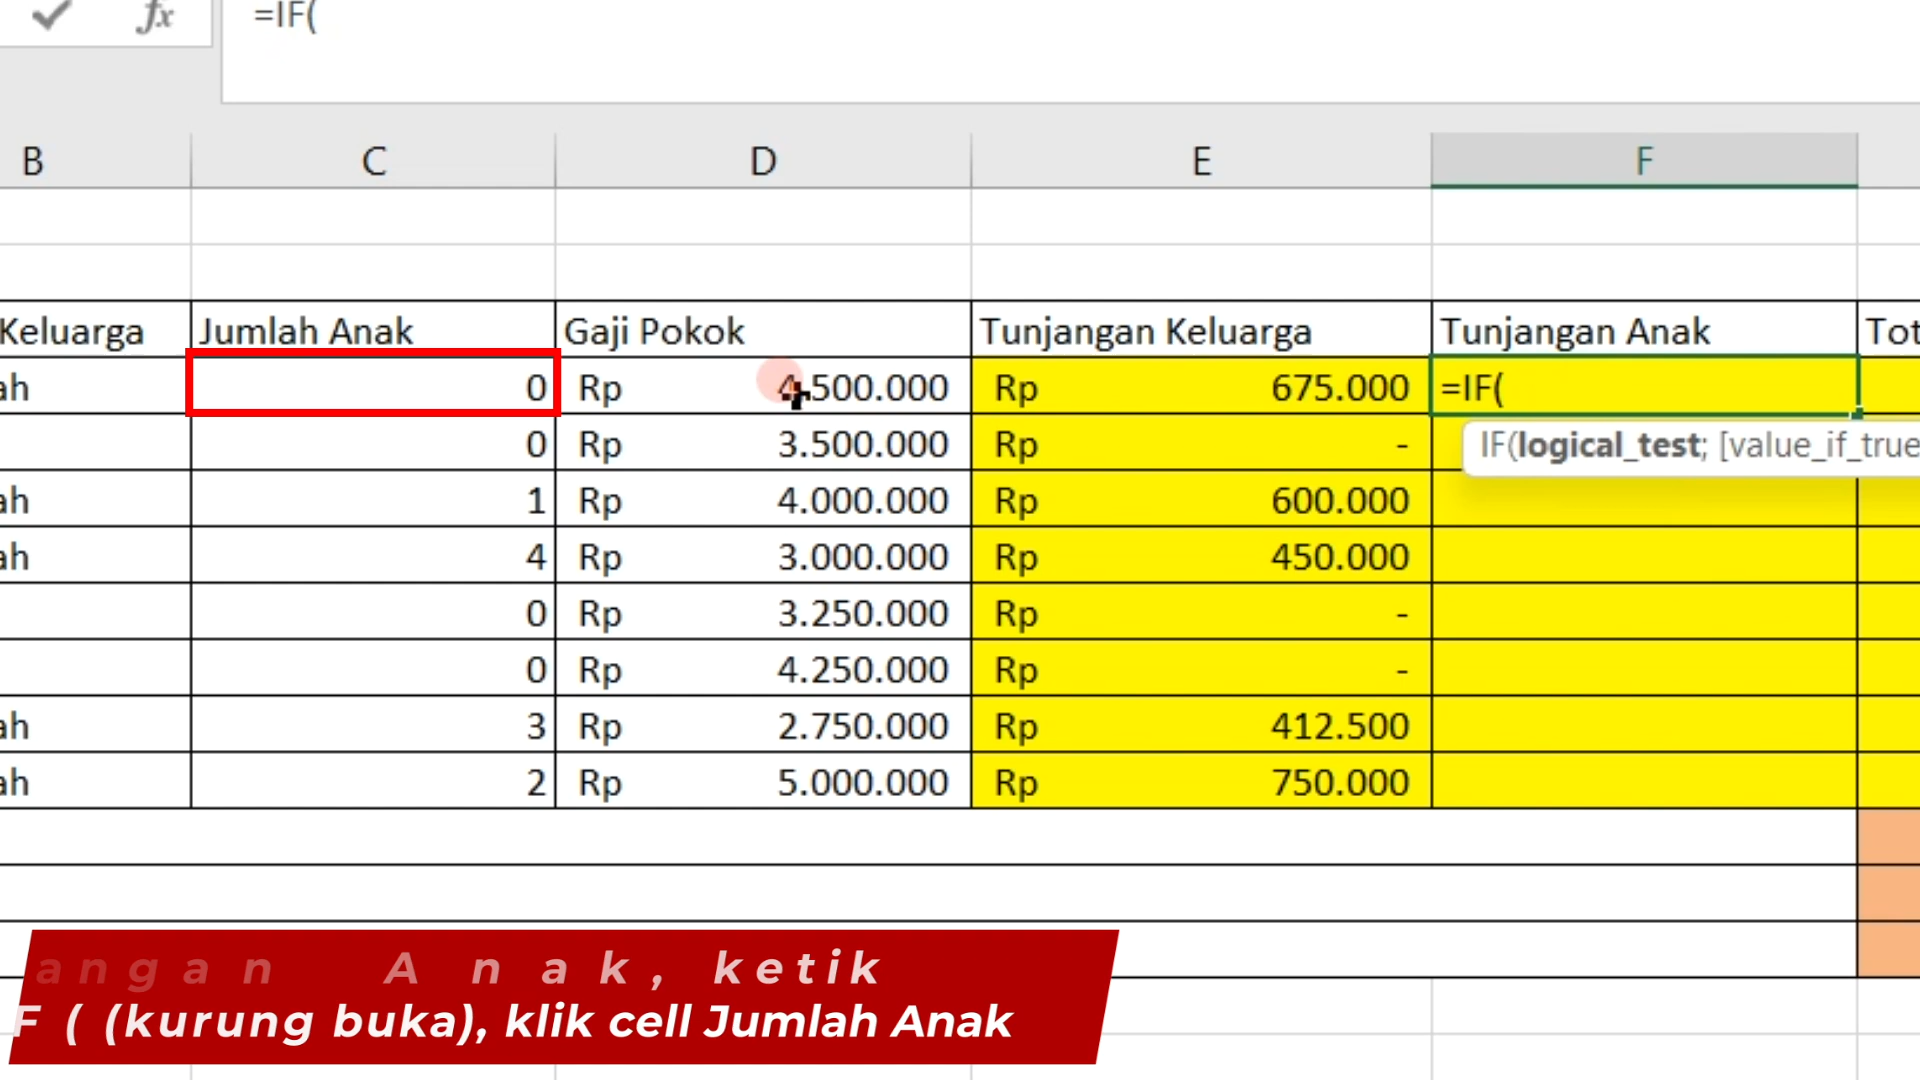 fx =IF(
B C D E F
Keluarga Jumlah Anak Gaji Pokok Tunjangan Keluarga Tunjangan Anak Tot
ah 0 Rp 4.500.000 Rp 675.000 =IF(
0 Rp 3.500.000 Rp - IF(logical_test; [value_if_true
ah 1 Rp 4.000.000 Rp 600.000
ah 4 Rp 3.000.000 Rp 450.000
0 Rp 3.250.000 Rp -
0 Rp 4.250.000 Rp -
ah 3 Rp 2.750.000 Rp 412.500
ah 2 Rp 5.000.000 Rp 750.000
angan Anak, ketik
F ( (kurung buka), klik cell Jumlah Anak